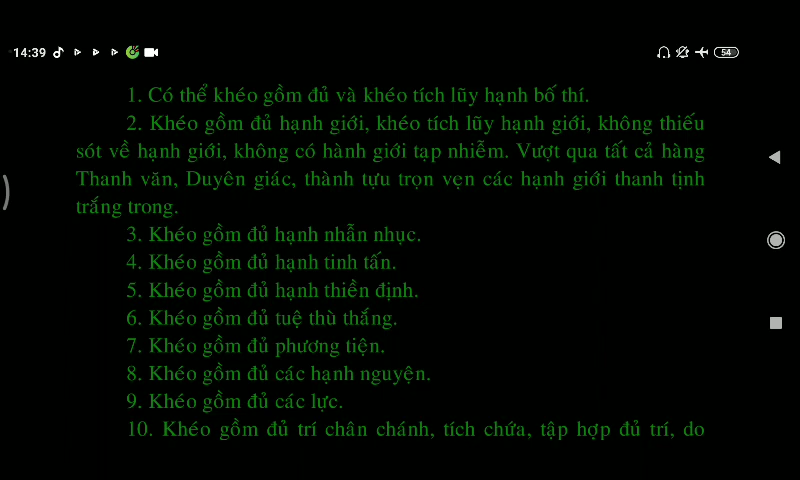 14:39
54
1. Có thể khéo gồm đủ và khéo tích lũy hạnh bố thí.
2. Khéo gồm đủ hạnh giới, khéo tích lũy hạnh giới, không thiếu
sót về hạnh giới, không có hành giới tạp nhiễm. Vượt qua tất cả hàng
Thanh văn, Duyên giác, thành tựu trọn vẹn các hạnh giới thanh tịnh
trắng trong.
3. Khéo gồm đủ hạnh nhẫn nhục.
4. Khéo gồm đủ hạnh tinh tấn.
5. Khéo gồm đủ hạnh thiền định.
6. Khéo gồm đủ tuệ thù thắng.
7. Khéo gồm đủ phương tiện.
8. Khéo gồm đủ các hạnh nguyện.
9. Khéo gồm đủ các lực.
10. Khéo gồm đủ trí chân chánh, tích chứa, tập hợp đủ trí, do